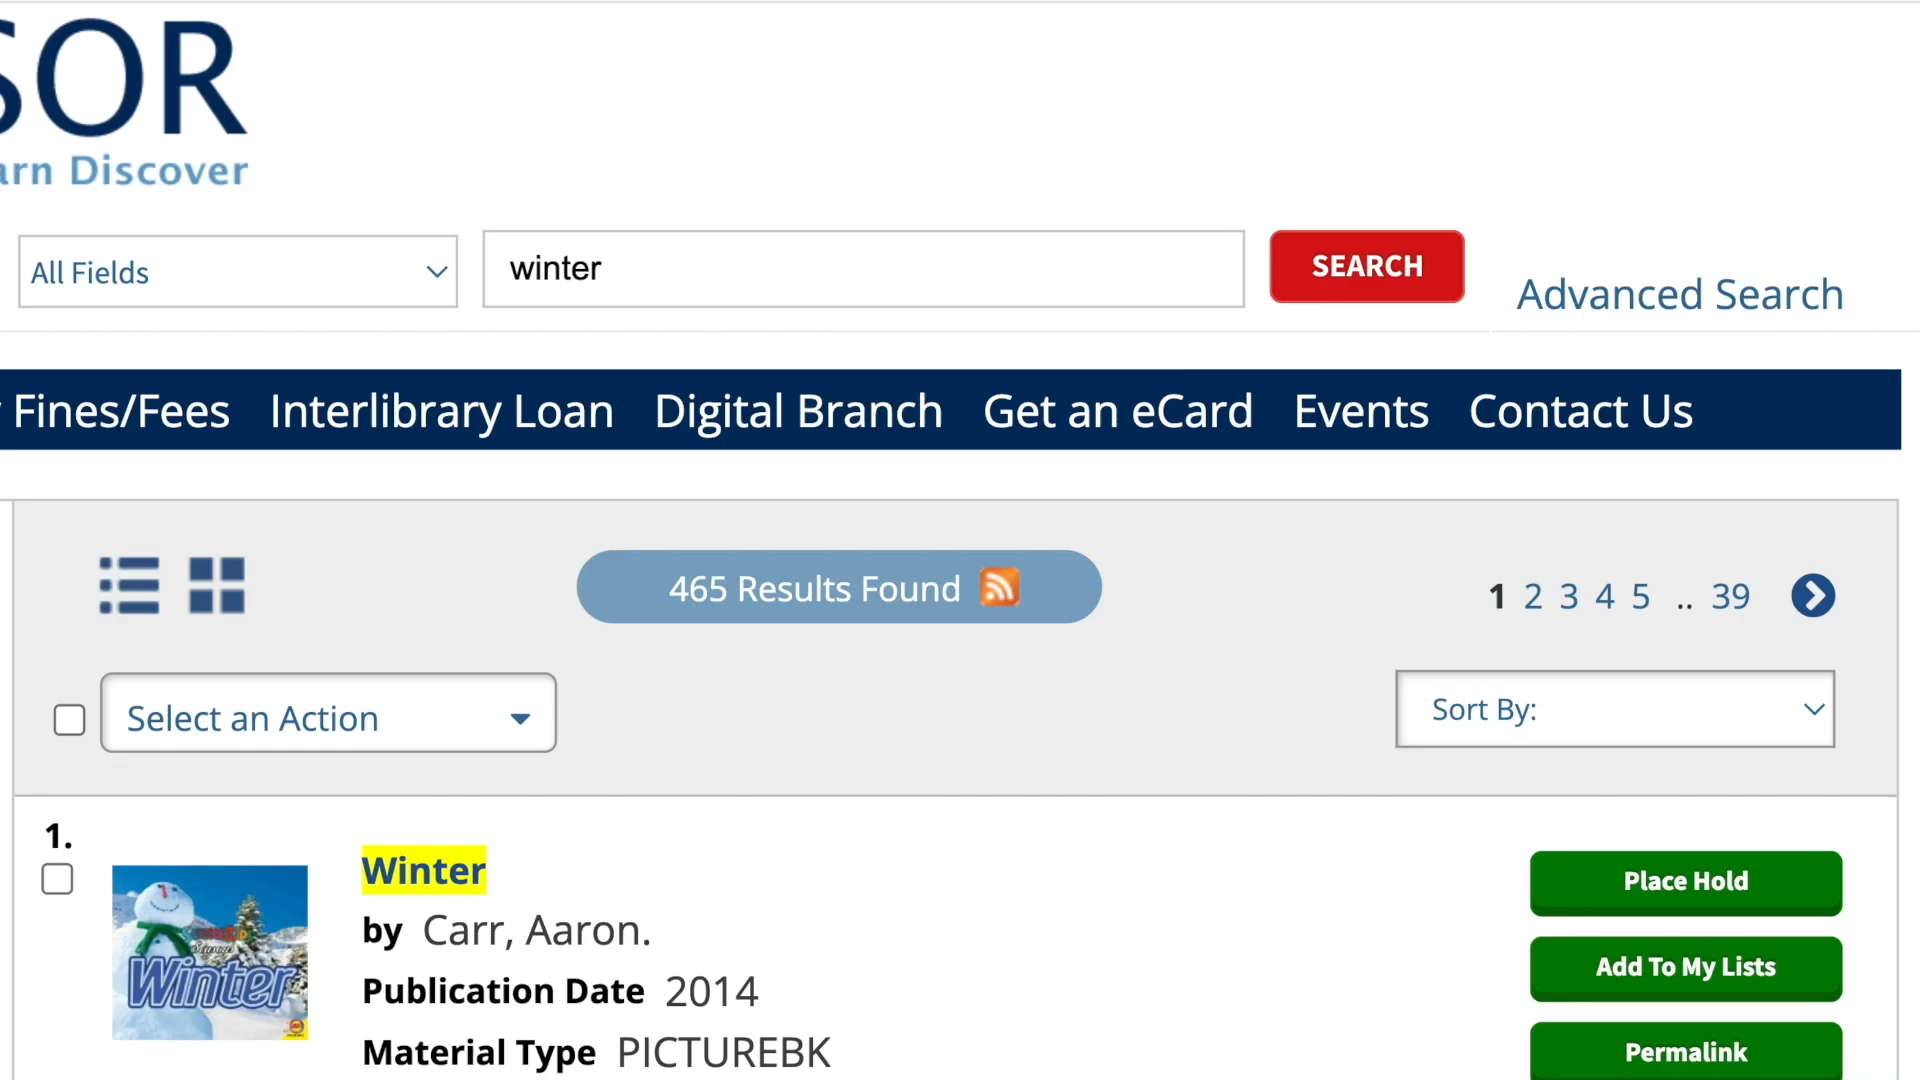 SOR
arn Discover
All Fields
winter
SEARCH
Advanced Search
Fines/Fees Interlibrary Loan Digital Branch Get an eCard Events Contact Us
465 Results Found
1 2 3 4 5 .. 39
Select an Action
Sort By:
1.
Winter
by Carr, Aaron.
Publication Date 2014
Material Type PICTUREBK
Winter
Place Hold
Add To My Lists
Permalink